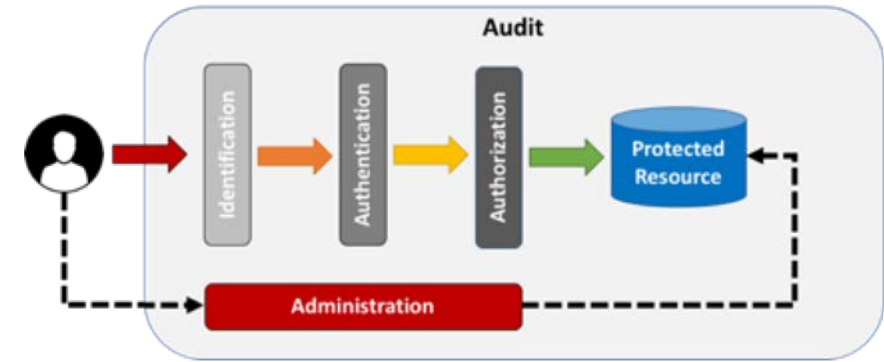 Audit
Identification
Authentication
Authorization
Protected
Resource
Administration